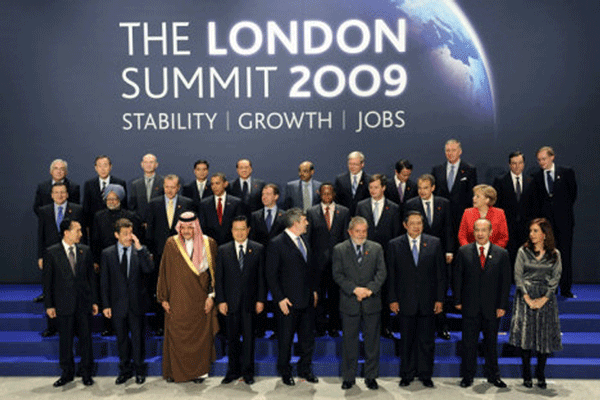 THE LONDON
SUMMIT 2009
STABILITY | GROWTH | JOBS